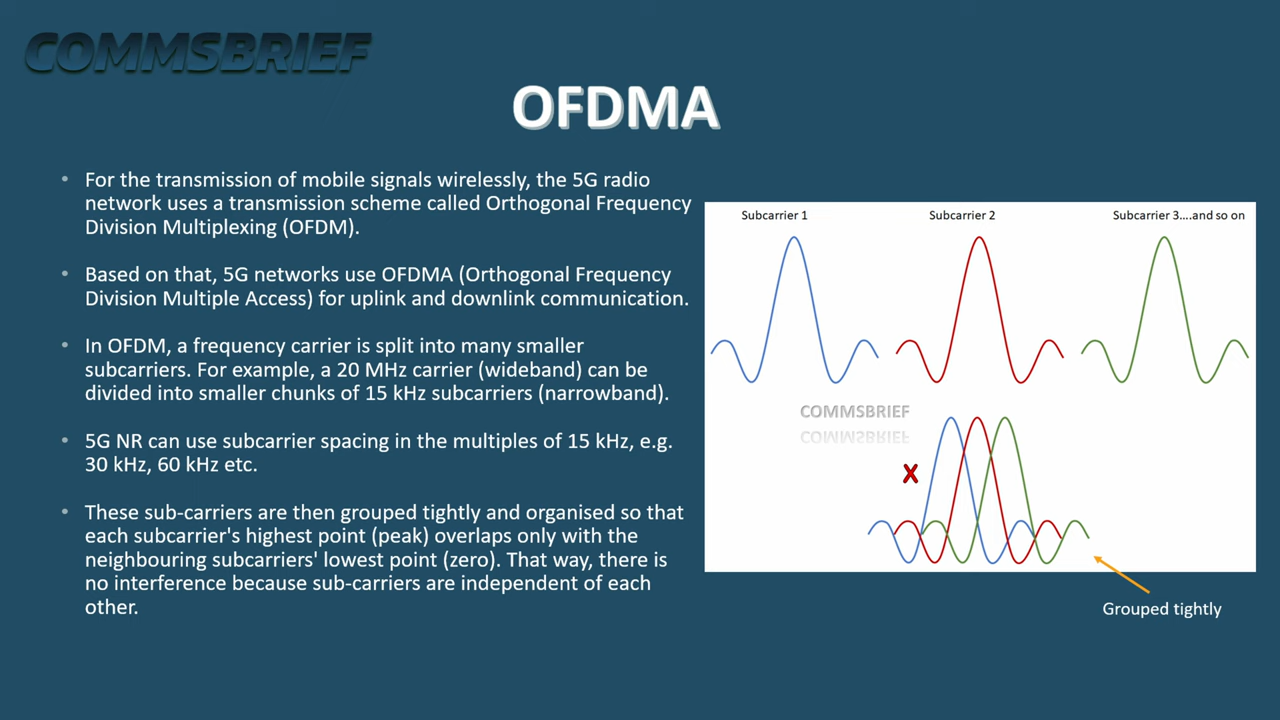 COMMSBRIEF
OFDMA
• For the transmission of mobile signals wirelessly, the 5G radio
network uses a transmission scheme called Orthogonal Frequency
Division Multiplexing (OFDM).
• Based on that, 5G networks use OFDMA (Orthogonal Frequency
Division Multiple Access) for uplink and downlink communication.
• In OFDM, a frequency carrier is split into many smaller
subcarriers. For example, a 20 MHz carrier (wideband) can be
divided into smaller chunks of 15 kHz subcarriers (narrowband).
• 5G NR can use subcarrier spacing in the multiples of 15 kHz, e.g.
30 kHz, 60 kHz etc.
• These sub-carriers are then grouped tightly and organised so that
each subcarrier's highest point (peak) overlaps only with the
neighbouring subcarriers' lowest point (zero). That way, there is
no interference because sub-carriers are independent of each
other.
Subcarrier 1
Subcarrier 2
Subcarrier 3....and so on
COMMSBRIEF
X
Grouped tightly